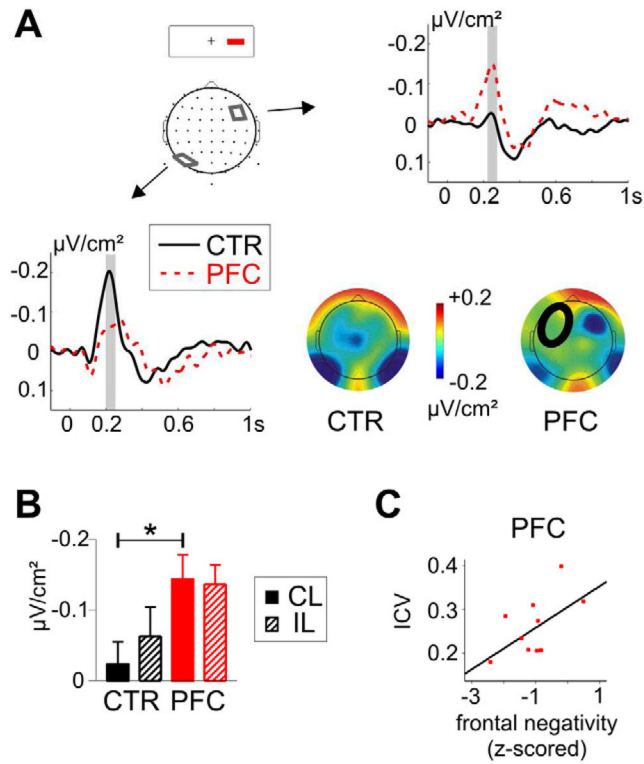 A
µV/cm²
-0.2
-0.1
0
0.1
0 0.2 0.6 1s
µV/cm²
-0.2
-0.1
0
0.1
0 0.2 0.6 1s
CTR
PFC
+0.2
-0.2
µV/cm²
CTR
PFC
B
-0.2
-0.1
0
µV/cm²
*
CTR PFC
CL
IL
C
PFC
ICV
0.4
0.3
0.2
-3 -1 1
frontal negativity
(z-scored)